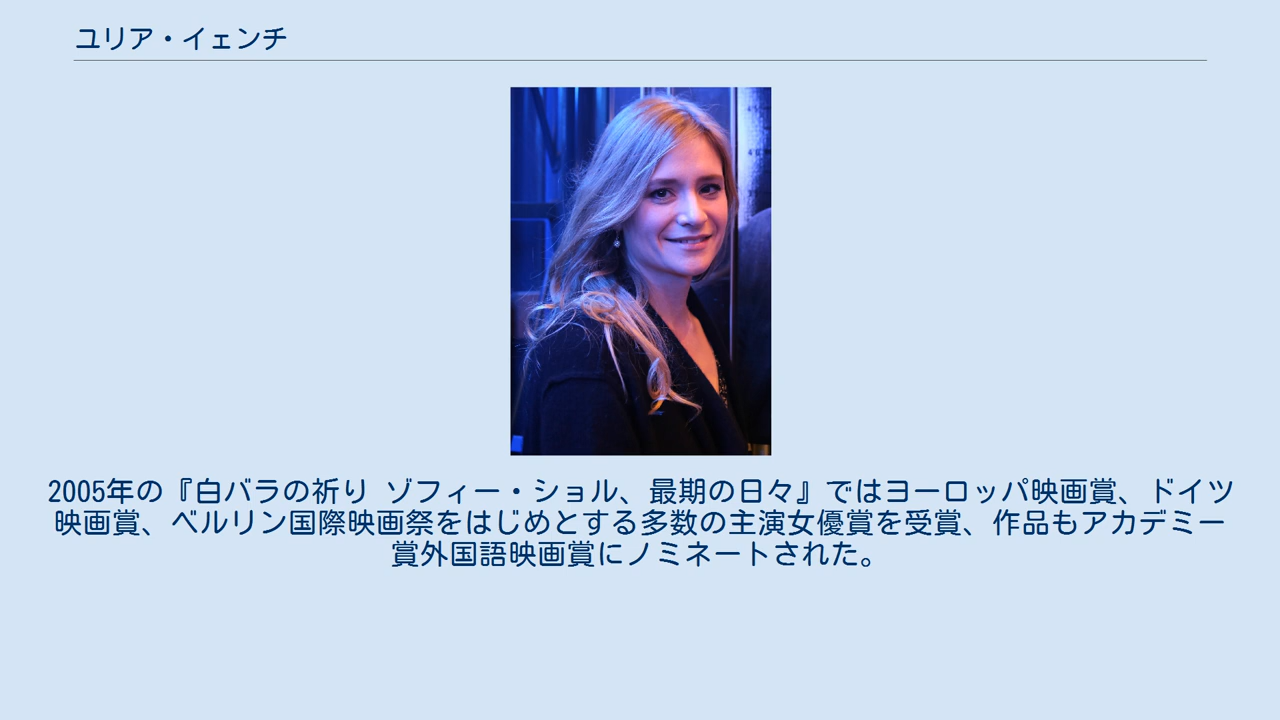 ユリア・イェンチ
2005年の『白バラの祈り ゾフィー・ショル、最期の日々』ではヨーロッパ映画賞、ドイツ
映画賞、ベルリン国際映画祭をはじめとする多数の主演女優賞を受賞、作品もアカデミー
賞外国語映画賞にノミネートされた。